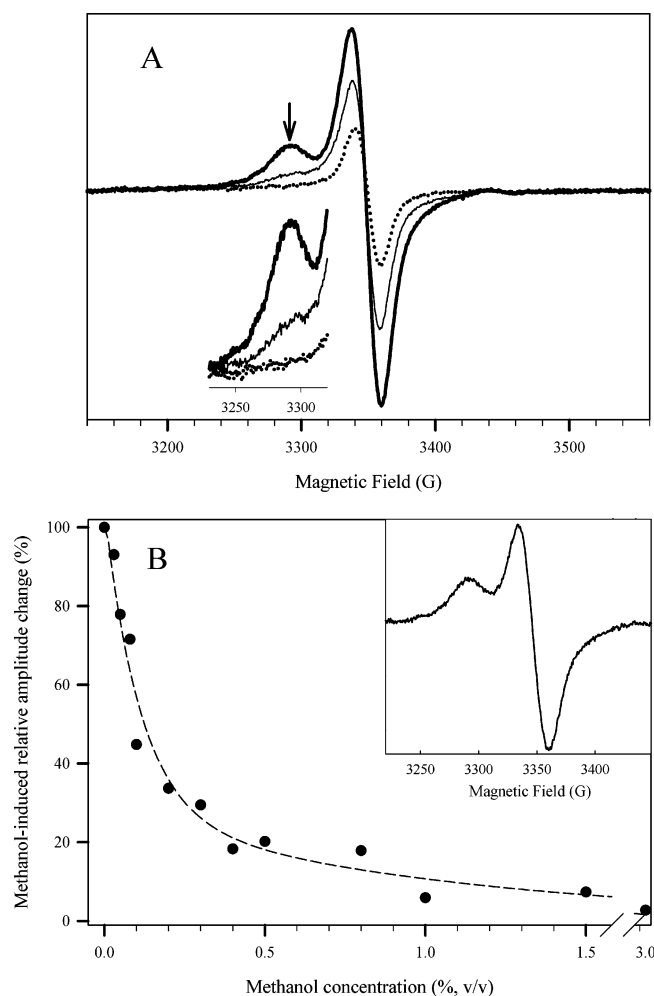 A
3250 3300
3200 3300 3400 3500
Magnetic Field (G)
B
Methanol-induced relative amplitude change (%)
100
80
60
40
20
0
3250 3300 3350 3400
Magnetic Field (G)
0.0 0.5 1.0 1.5 3.0
Methanol concentration (%, v/v)